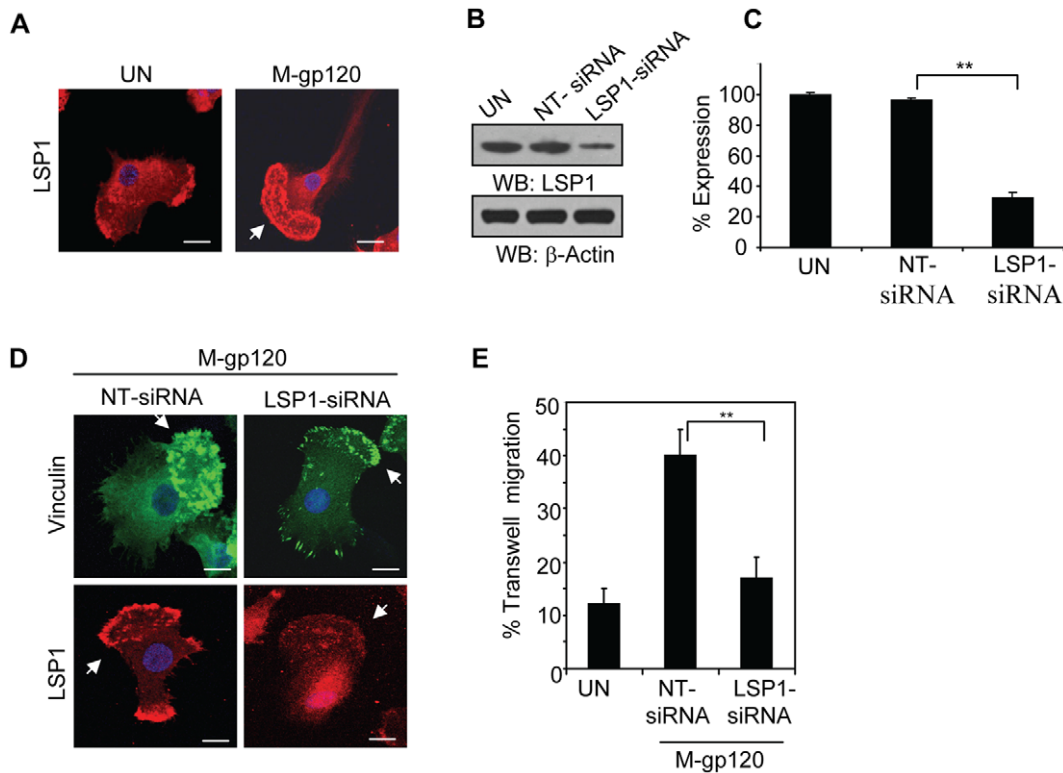 A
UN
M-gp120
LSP1
B
UN
NT- siRNA
LSP1-siRNA
WB: LSP1
WB: β-Actin
C
**
% Expression
100
80
60
40
20
0
UN
NT-
siRNA
LSP1-
siRNA
D
M-gp120
NT-siRNA
LSP1-siRNA
Vinculin
LSP1
E
**
% Transwell migration
50
40
30
20
10
0
UN
NT-
siRNA
LSP1-
siRNA
M-gp120